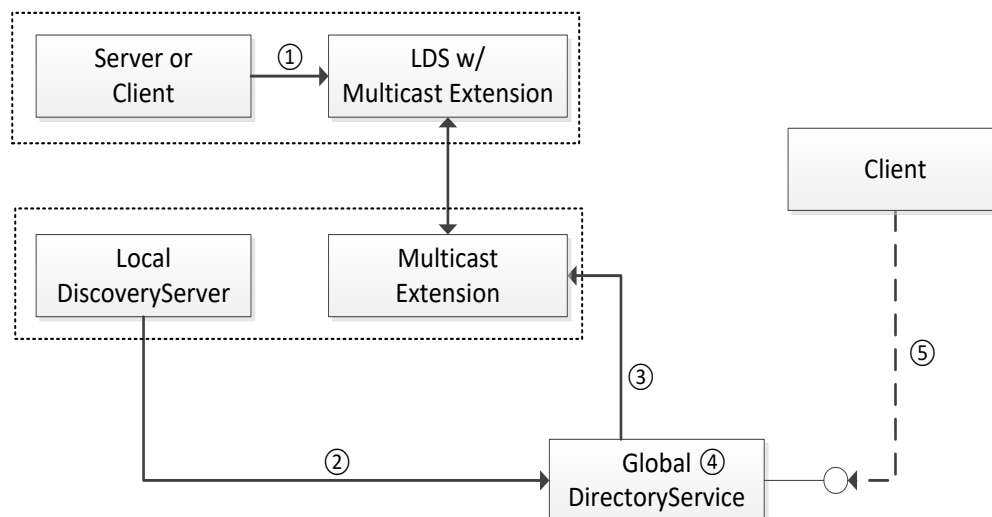 Server or
Client
①
LDS w/
Multicast Extension
Client
Local
DiscoveryServer
Multicast
Extension
⑤
③
②
Global ④
DirectoryService